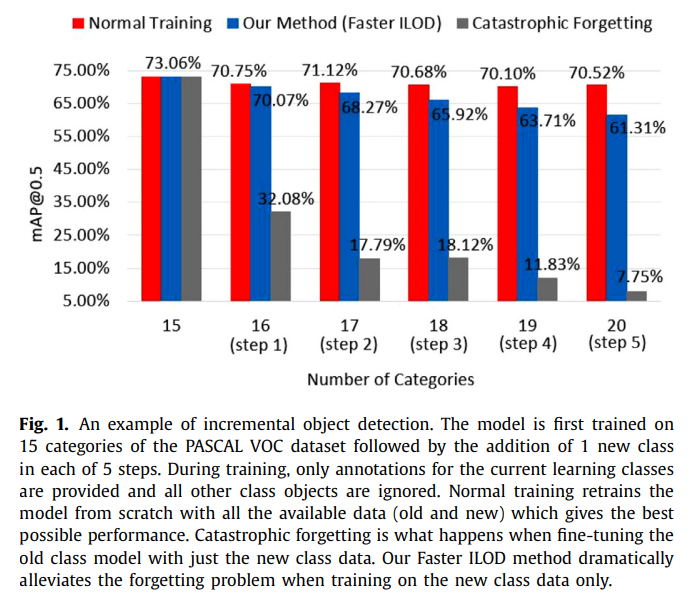 Normal Training Our Method (Faster ILOD) Catastrophic Forgetting
75.00%
65.00%
55.00%
45.00%
35.00%
25.00%
15.00%
5.00%
mAP@0.5
73.06%
70.75%
70.07%
32.08%
71.12%
68.27%
17.79%
70.68%
65.92%
18.12%
70.10%
63.71%
11.83%
70.52%
61.31%
7.75%
15 16 17 18 19 20
(step 1) (step 2) (step 3) (step 4) (step 5)
Number of Categories
Fig. 1. An example of incremental object detection. The model is first trained on
15 categories of the PASCAL VOC dataset followed by the addition of 1 new class
in each of 5 steps. During training, only annotations for the current learning classes
are provided and all other class objects are ignored. Normal training retrains the
model from scratch with all the available data (old and new) which gives the best
possible performance. Catastrophic forgetting is what happens when fine-tuning the
old class model with just the new class data. Our Faster ILOD method dramatically
alleviates the forgetting problem when training on the new class data only.